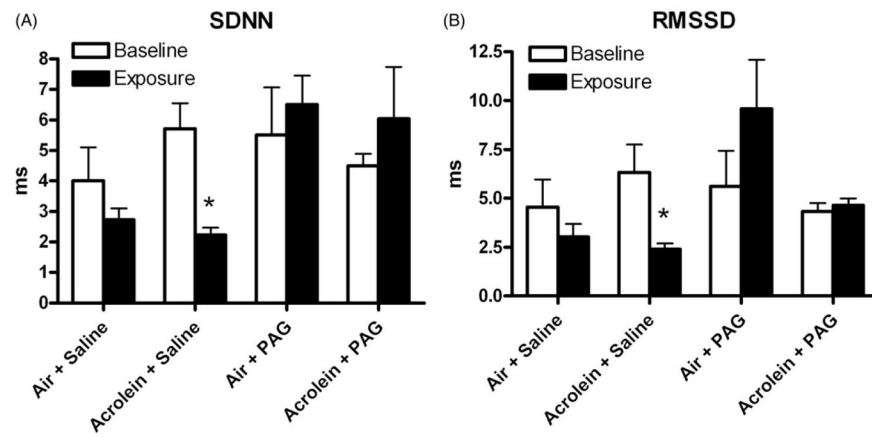 (A)
SDNN
Baseline
Exposure
8
7
6
5
4
3
2
1
0
ms
*
Air + Saline
Acrolein + Saline
Air + PAG
Acrolein + PAG
(B)
RMSSD
Baseline
Exposure
12.5
10.0
7.5
5.0
2.5
0.0
ms
*
Air + Saline
Acrolein + Saline
Air + PAG
Acrolein + PAG